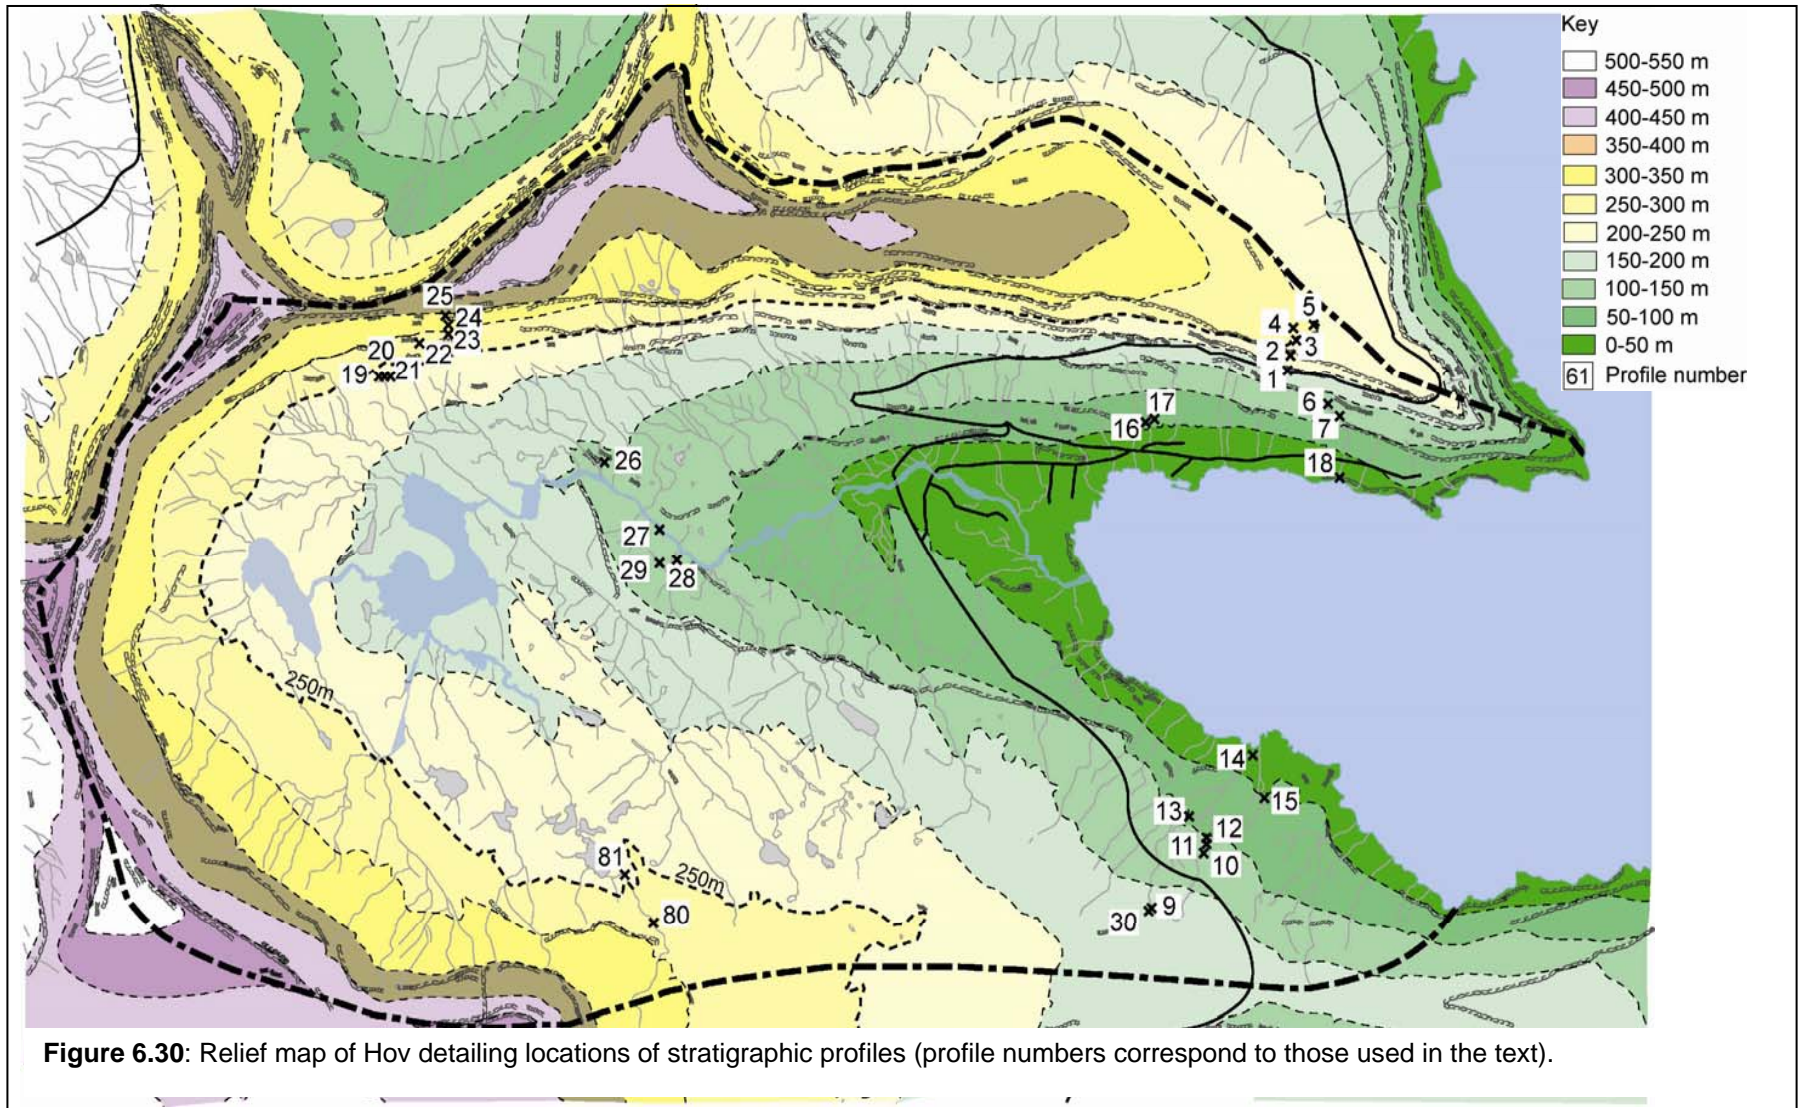 Key
500-550 m
450-500 m
400-450 m
350-400 m
300-350 m
250-300 m
200-250 m
150-200 m
100-150 m
50-100 m
0-50 m
61 Profile number
25
24
23
22
20
19
21
5
4
3
2
1
6
7
17
16
18
26
27
29
28
250m
14
15
13
12
11
10
9
30
81
250m
80
Figure 6.30: Relief map of Hov detailing locations of stratigraphic profiles (profile numbers correspond to those used in the text).